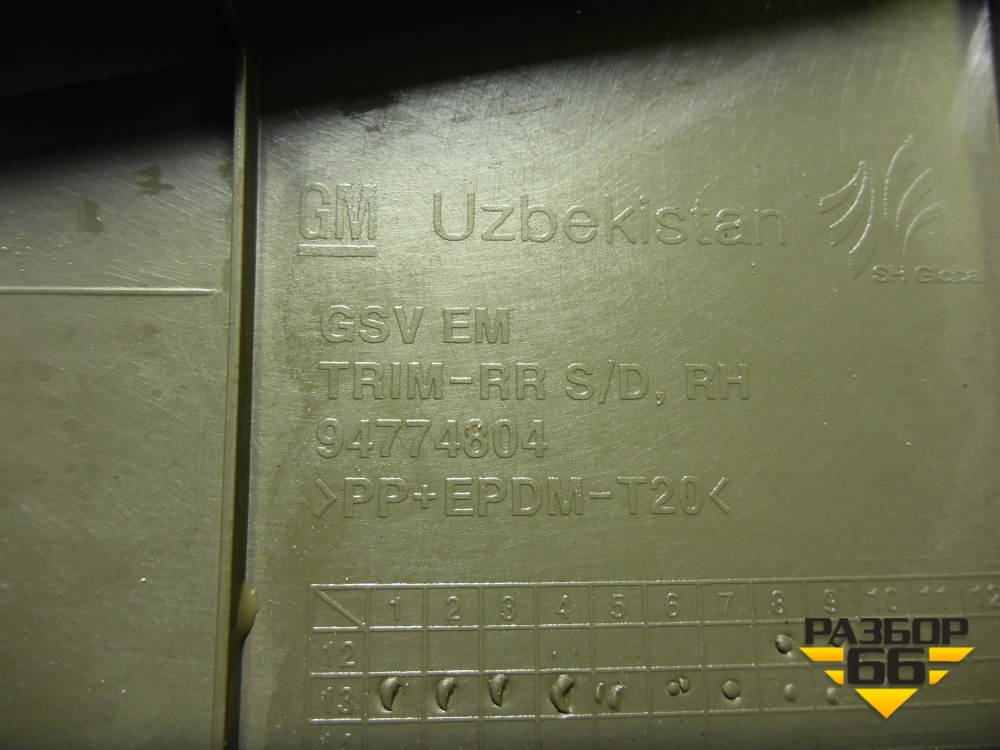 GM Uzbekistan
SH Global
GSV EM
TRIM-RR S/D, RH
94774804
>PP+EPDM-T20<
1 2 3 4 5 6 7 8 9 10 11 12
12
13
14
РАЗБОР
66